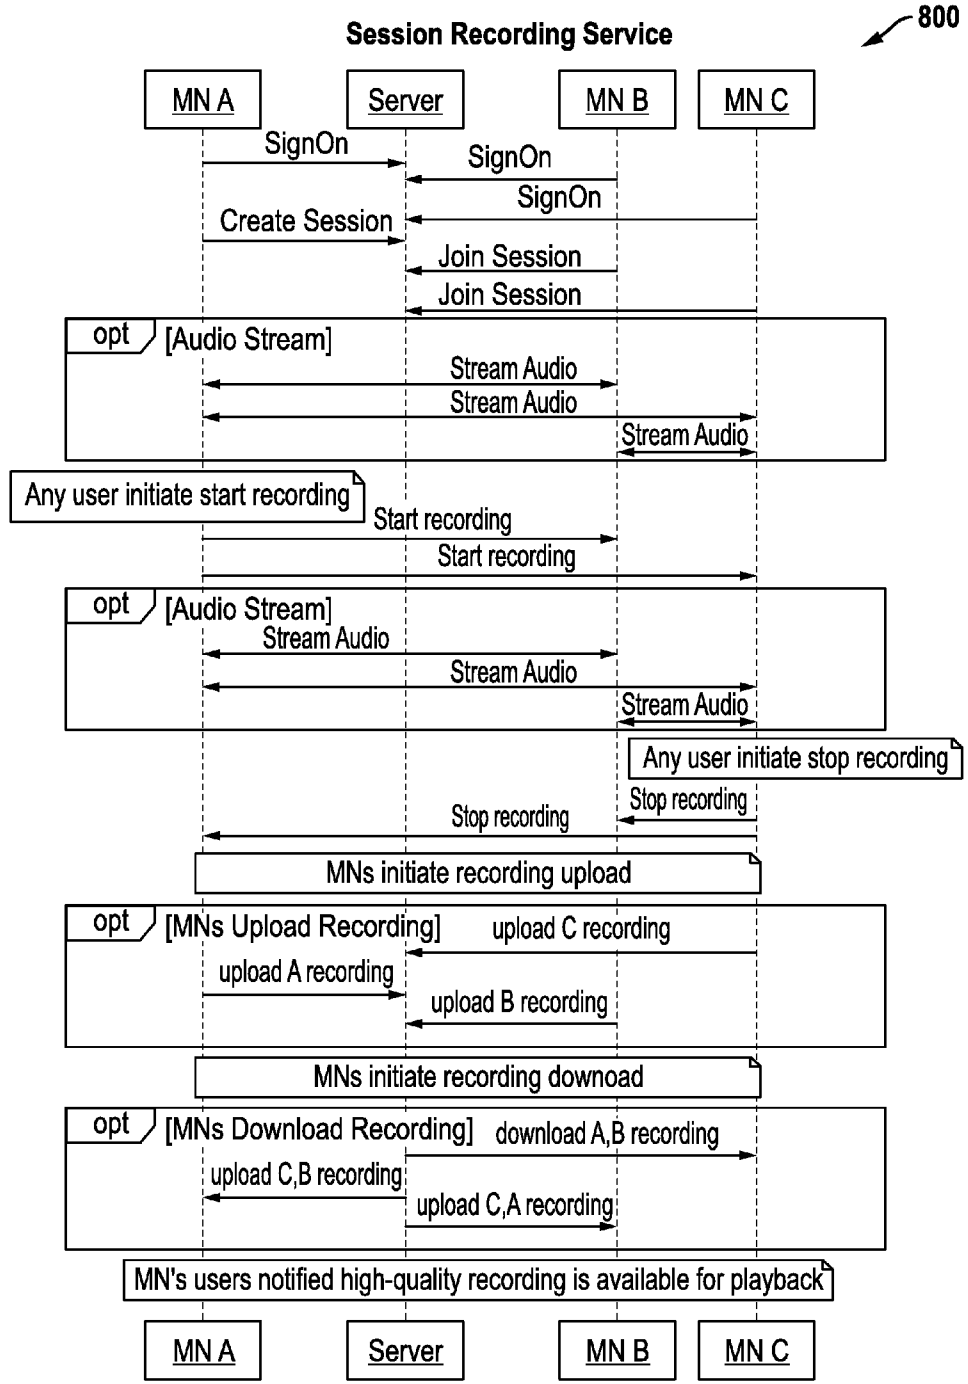 800
Session Recording Service
MN A
Server
MN B
MN C
SignOn
SignOn
SignOn
Create Session
Join Session
Join Session
opt
[Audio Stream]
Stream Audio
Stream Audio
Stream Audio
Any user initiate start recording
Start recording
Start recording
opt
[Audio Stream]
Stream Audio
Stream Audio
Stream Audio
Any user initiate stop recording
Stop recording
Stop recording
MNs initiate recording upload
opt
[MNs Upload Recording]
upload C recording
upload A recording
upload B recording
MNs initiate recording downoad
opt
[MNs Download Recording]
download A,B recording
upload C,B recording
upload C,A recording
MN's users notified high-quality recording is available for playback
MN A
Server
MN B
MN C